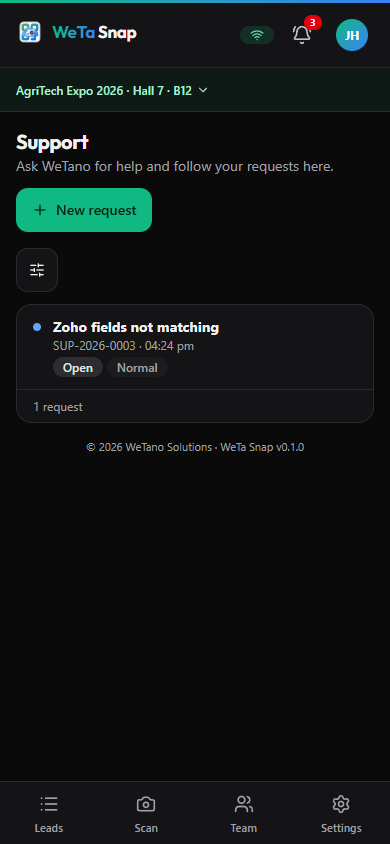 WeTa Snap
3
JH
AgriTech Expo 2026 · Hall 7 · B12
Support
Ask WeTano for help and follow your requests here.
+ New request
Zoho fields not matching
SUP-2026-0003 · 04:24 pm
Open Normal
1 request
© 2026 WeTano Solutions · WeTa Snap v0.1.0
Leads Scan Team Settings